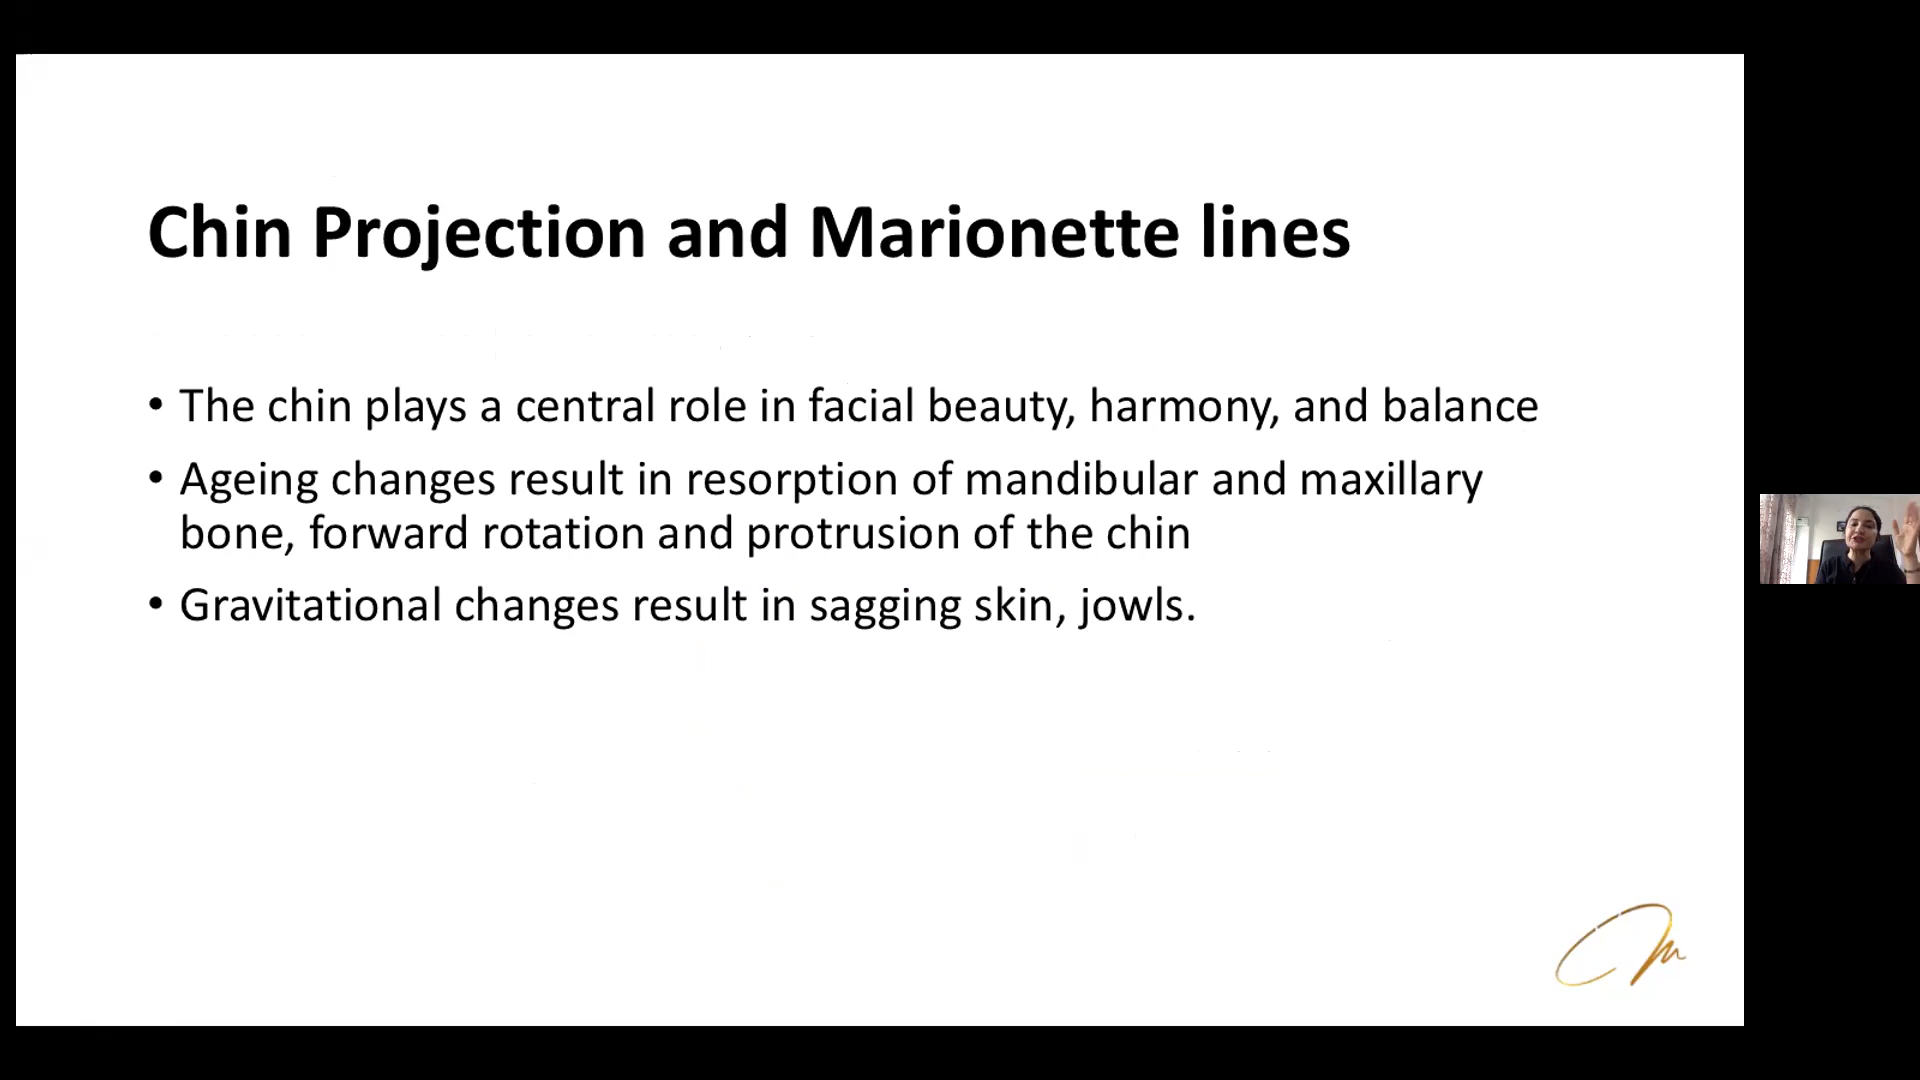 Chin Projection and Marionette lines
• The chin plays a central role in facial beauty, harmony, and balance
• Ageing changes result in resorption of mandibular and maxillary
bone, forward rotation and protrusion of the chin
• Gravitational changes result in sagging skin, jowls.